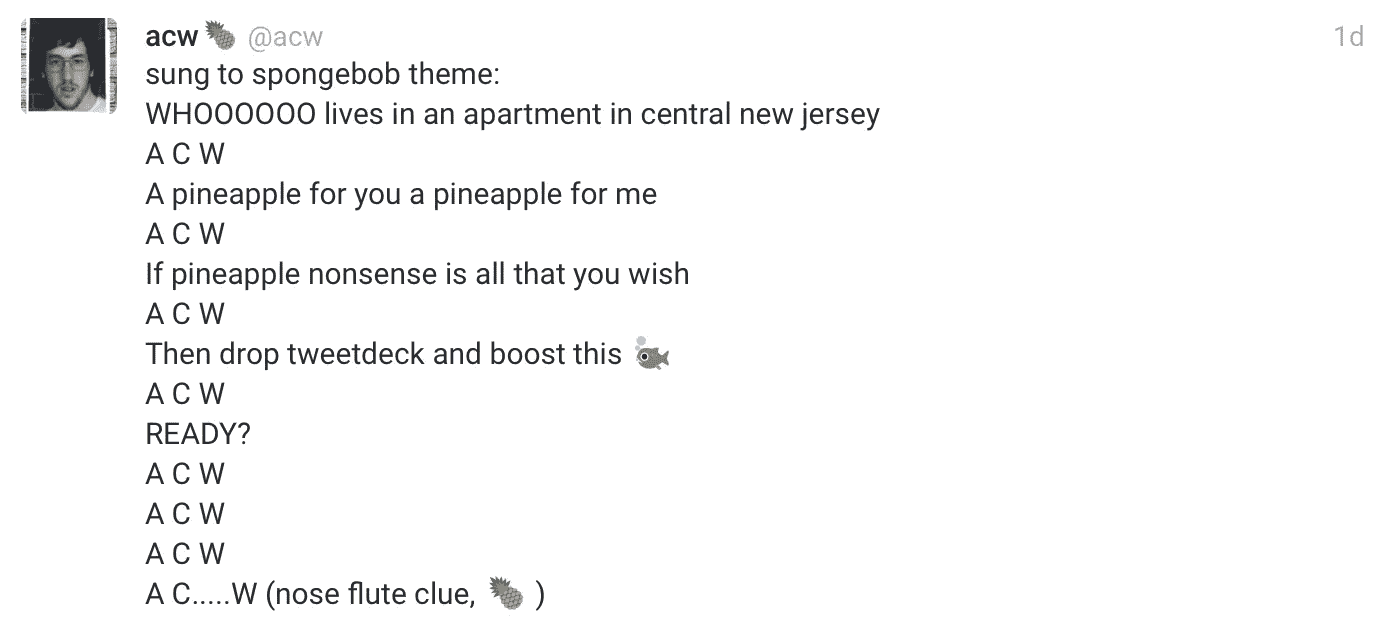 acw🍍 @acw 1d
sung to spongebob theme:
WHOOOOOO lives in an apartment in central new jersey
A C W
A pineapple for you a pineapple for me
A C W
If pineapple nonsense is all that you wish
A C W
Then drop tweetdeck and boost this 🐟
A C W
READY?
A C W
A C W
A C W
A C.....W (nose flute clue, 🍍 )